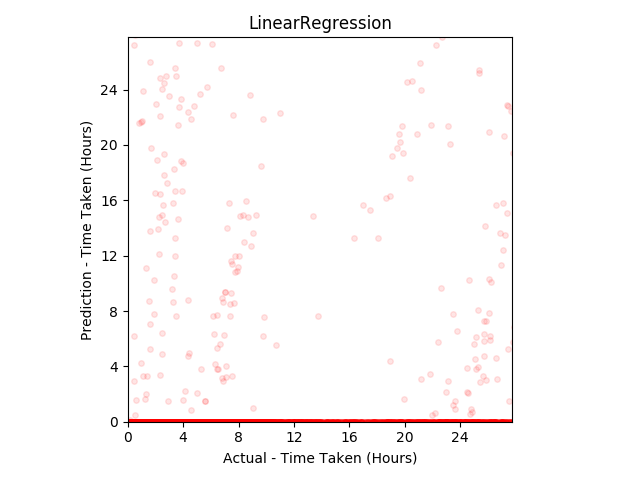 LinearRegression
24
20
16
12
8
4
0
Prediction - Time Taken (Hours)
0 4 8 12 16 20 24
Actual - Time Taken (Hours)